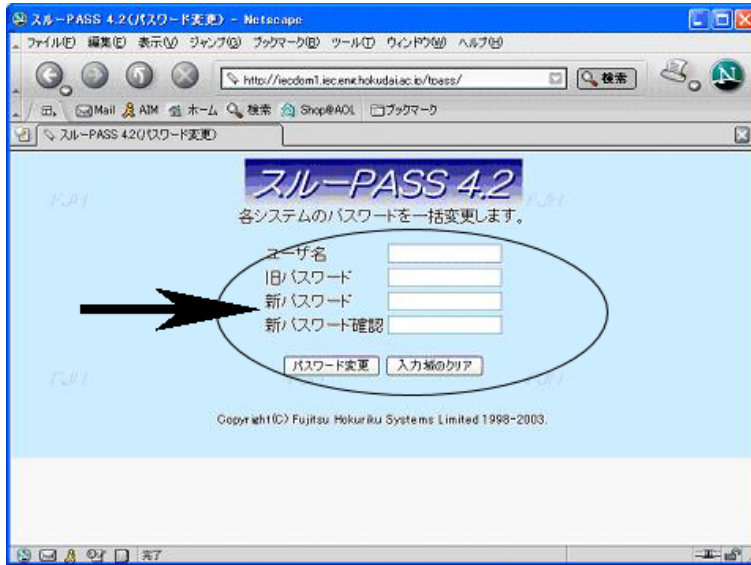 スルーPASS 4.2(パスワード変更) - Netscape
ファイル(F) 編集(E) 表示(V) ジャンプ(G) ブックマーク(B) ツール(T) ウィンドウ(W) ヘルプ(H)
http://iecdom1.iec.eng.hokudai.ac.jp/tpass/ 検索
Mail AIM ホーム 検索 Shop@AOL ブックマーク
スルーPASS 4.2(パスワード変更)
スルーPASS 4.2
各システムのパスワードを一括変更します。
ユーザ名
旧パスワード
新パスワード
新パスワード確認
パスワード変更 入力域のクリア
Copyright(C) Fujitsu Hokuriku Systems Limited 1998-2003.
完了